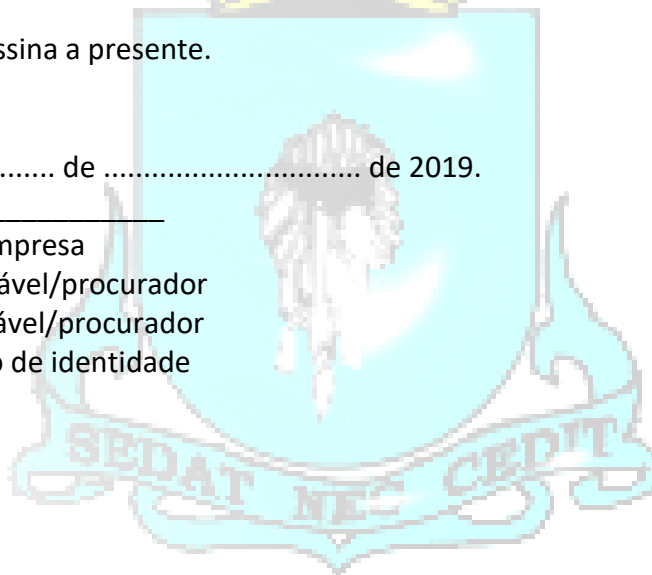 ssina a presente.
....... de ................................ de 2019.
mpresa
ável/procurador
ável/procurador
o de identidade
SEDAT NEC CEDIT